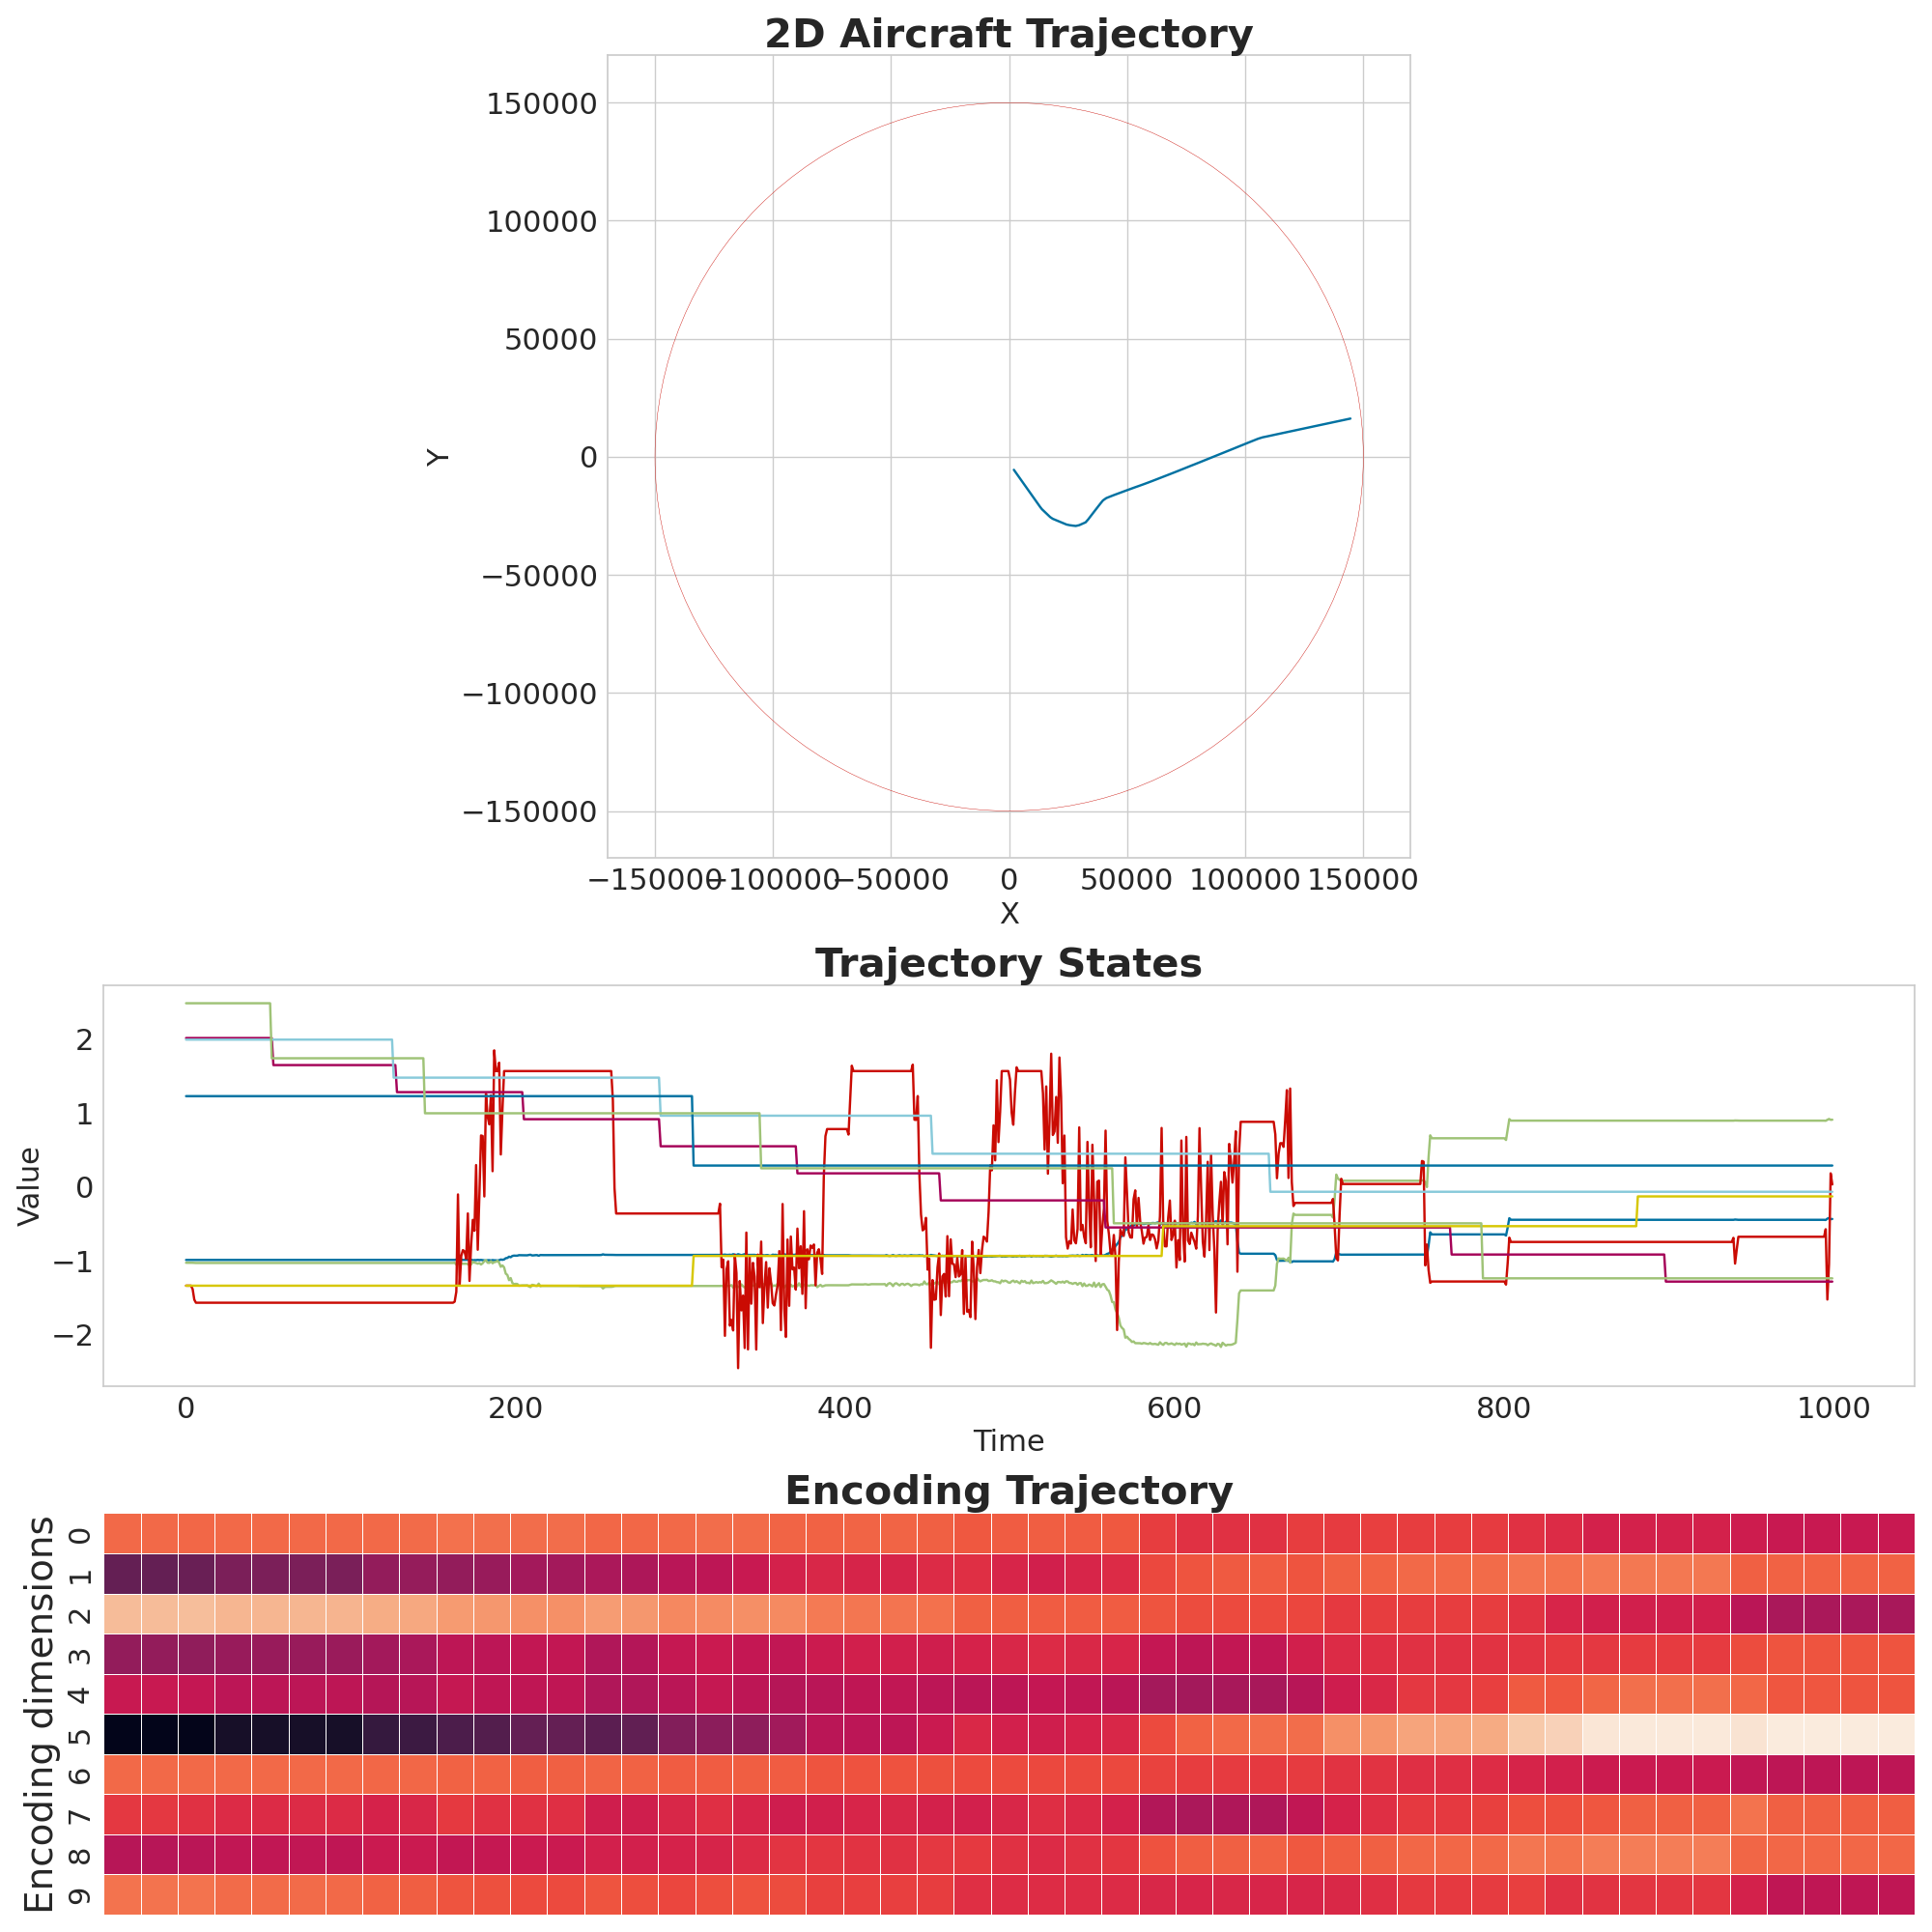 2D Aircraft Trajectory
150000
100000
50000
0
−50000
−100000
−150000
Y
−150000 −100000 −50000 0 50000 100000 150000
X
Trajectory States
2
1
0
−1
−2
Value
0 200 400 600 800 1000
Time
Encoding Trajectory
Encoding dimensions
0
1
2
3
4
5
6
7
8
9